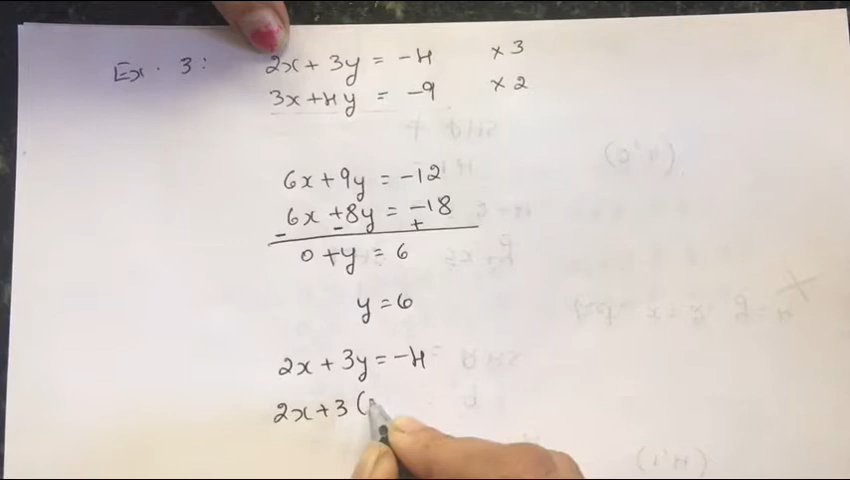 Ex. 3: 2x + 3y = -4 × 3
3x + 4y = -9 × 2
6x + 9y = -12
6x + 8y = -18
- - +
0 + y = 6
y = 6
2x + 3y = -4
2x + 3 (